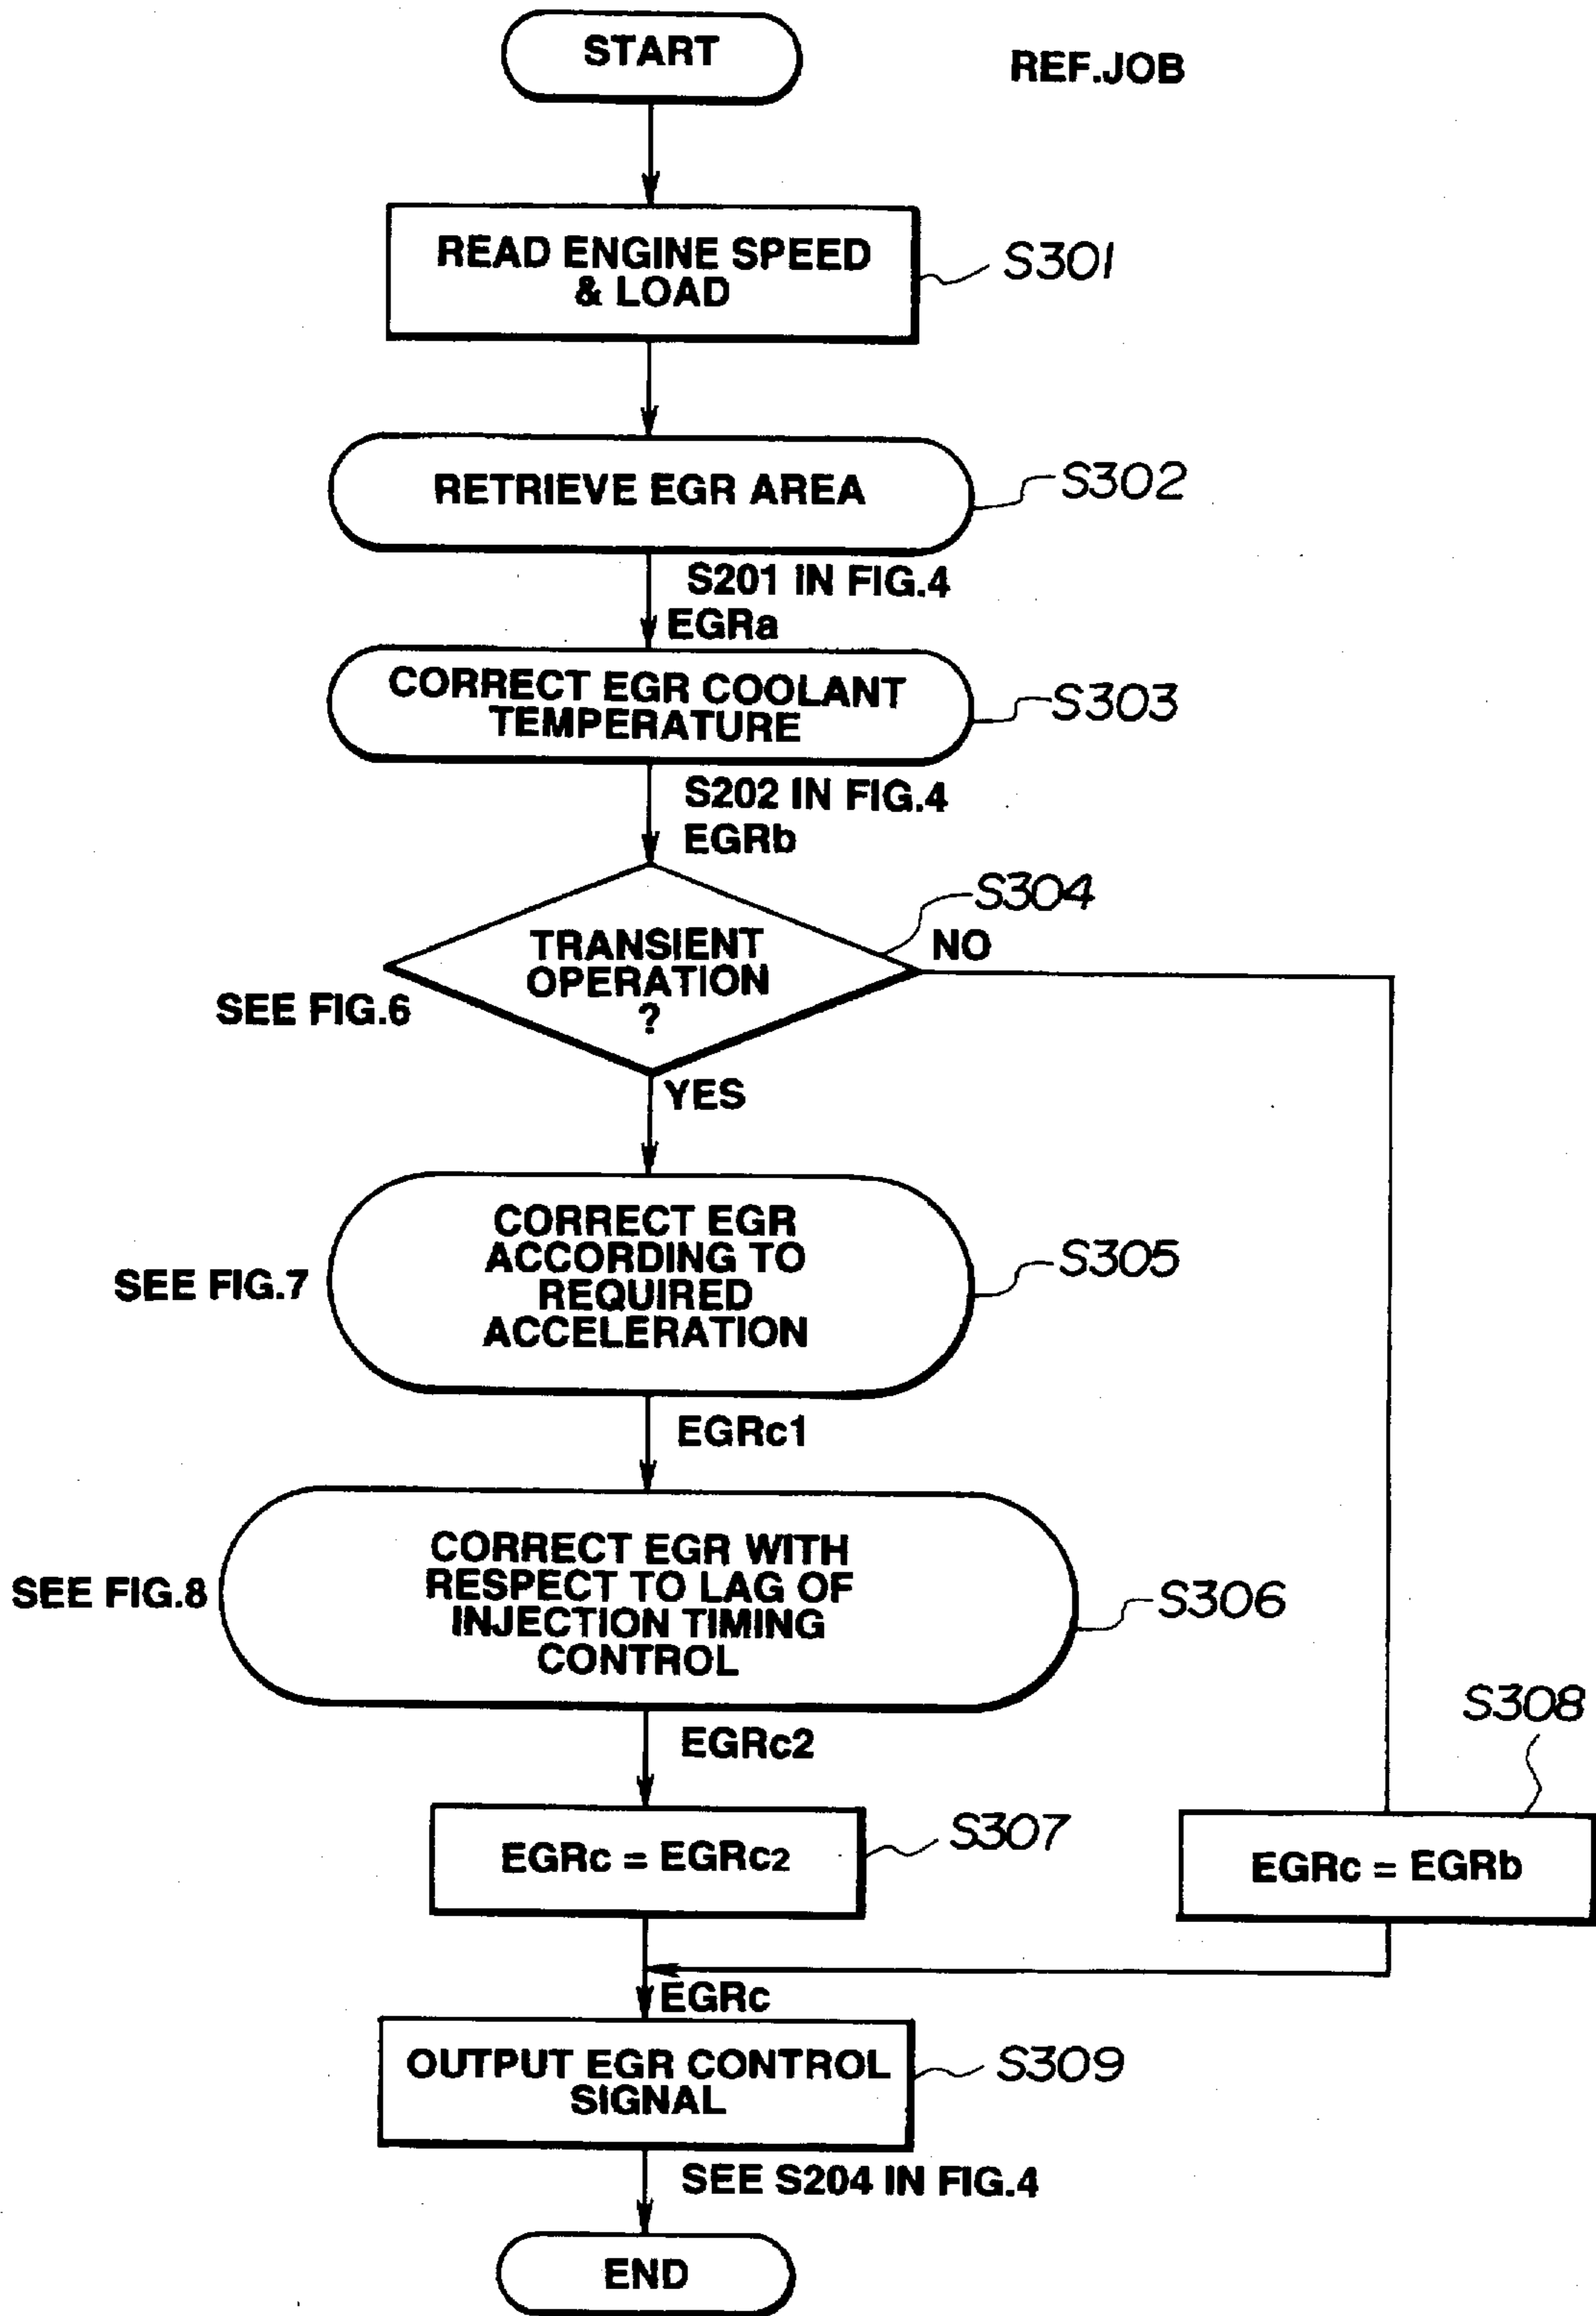 START
REF.JOB
READ ENGINE SPEED
& LOAD
S301
RETRIEVE EGR AREA
S302
S201 IN FIG.4
EGRa
CORRECT EGR COOLANT
TEMPERATURE
S303
S202 IN FIG.4
EGRb
S304
TRANSIENT
OPERATION
?
NO
SEE FIG.6
YES
CORRECT EGR
ACCORDING TO
REQUIRED
ACCELERATION
S305
SEE FIG.7
EGRc1
CORRECT EGR WITH
RESPECT TO LAG OF
INJECTION TIMING
CONTROL
SEE FIG.8
S306
EGRc2
S308
EGRc = EGRc2
S307
EGRc = EGRb
EGRc
OUTPUT EGR CONTROL
SIGNAL
S309
SEE S204 IN FIG.4
END